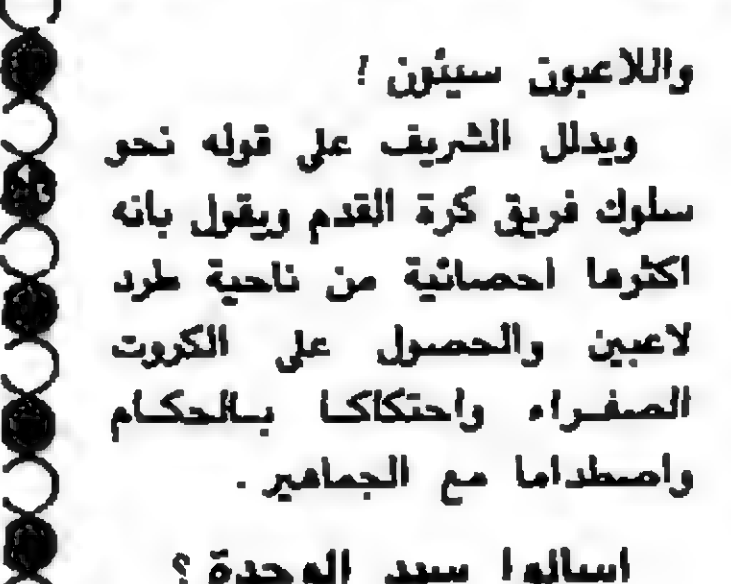 واللاعبون سيئون !
ويدلل الشريف على قوله نحو
سلوك فريق كرة القدم ويقول بانه
اكثرها احصائية من ناحية طرد
لاعبين والحصول على الكروت
الصفراء واحتكاكا بالحكام
واصطداما مع الجماهير .
اسالوا سيد الوحدة ؟